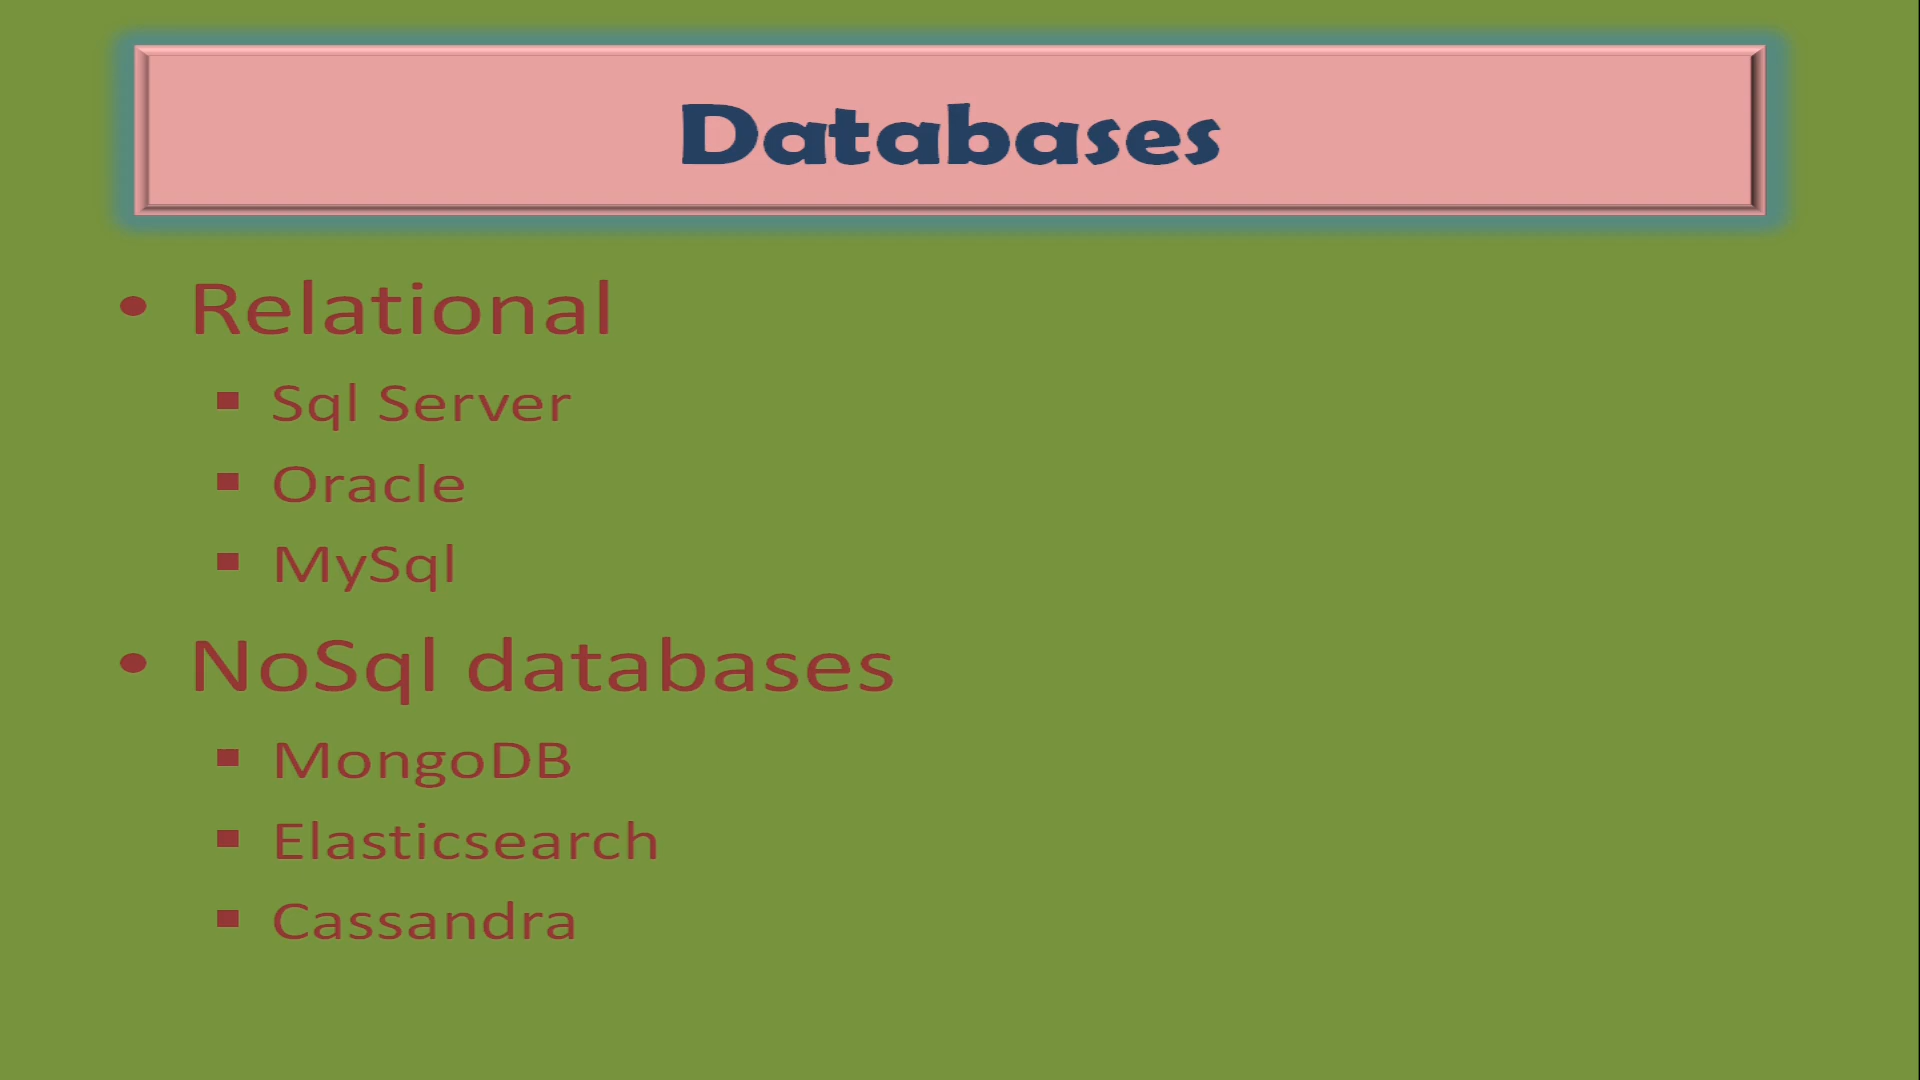 Databases
• Relational
▪ Sql Server
▪ Oracle
▪ MySql
• NoSql databases
▪ MongoDB
▪ Elasticsearch
▪ Cassandra